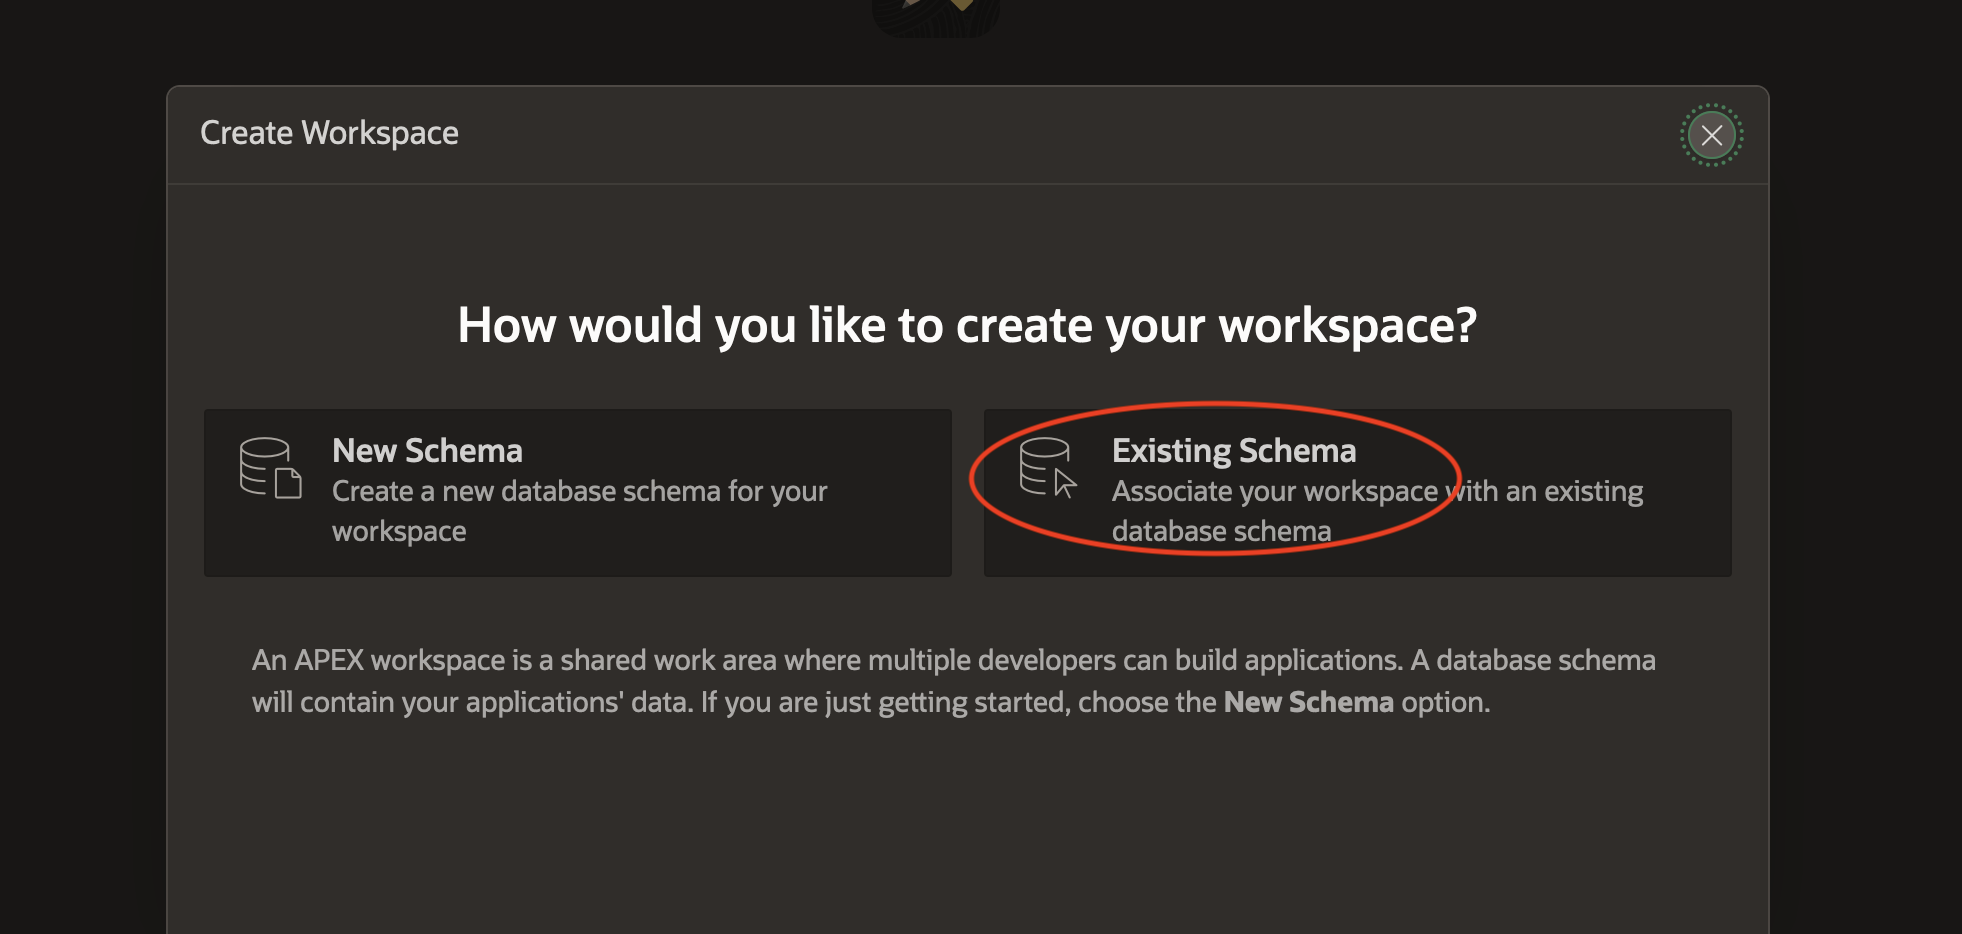 Create Workspace
How would you like to create your workspace?
New Schema
Create a new database schema for your
workspace
Existing Schema
Associate your workspace with an existing
database schema
An APEX workspace is a shared work area where multiple developers can build applications. A database schema
will contain your applications' data. If you are just getting started, choose the New Schema option.